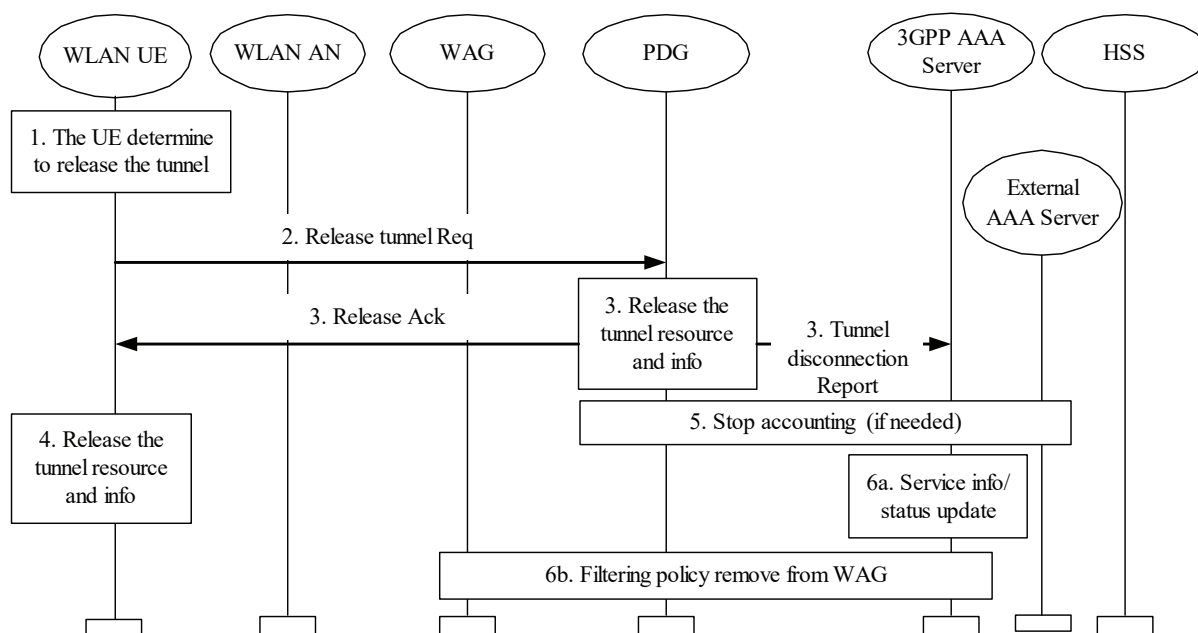 WLAN UE
WLAN AN
WAG
PDG
3GPP AAA
Server
HSS
1. The UE determine
to release the tunnel
External
AAA Server
2. Release tunnel Req
3. Release Ack
3. Release the
tunnel resource
and info
3. Tunnel
disconnection
Report
4. Release the
tunnel resource
and info
5. Stop accounting (if needed)
6a. Service info/
status update
6b. Filtering policy remove from WAG